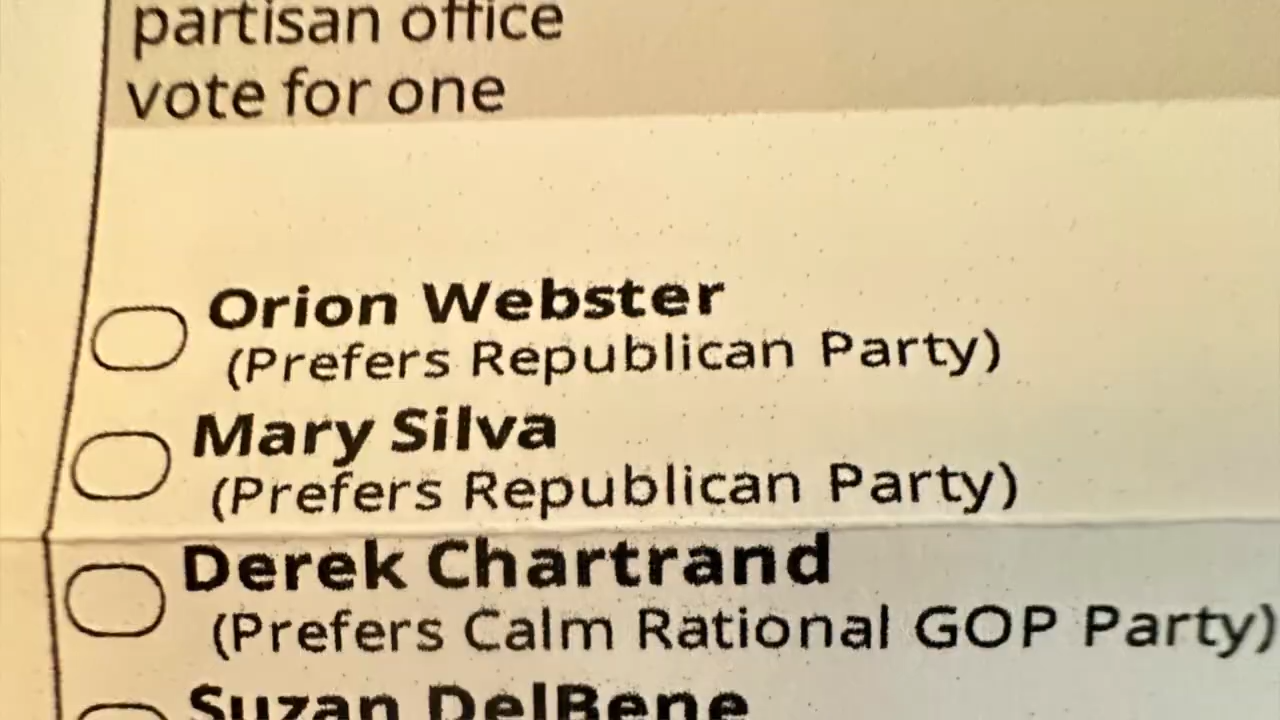 partisan office
vote for one
Orion Webster
(Prefers Republican Party)
Mary Silva
(Prefers Republican Party)
Derek Chartrand
(Prefers Calm Rational GOP Party)
Suzan DelBene